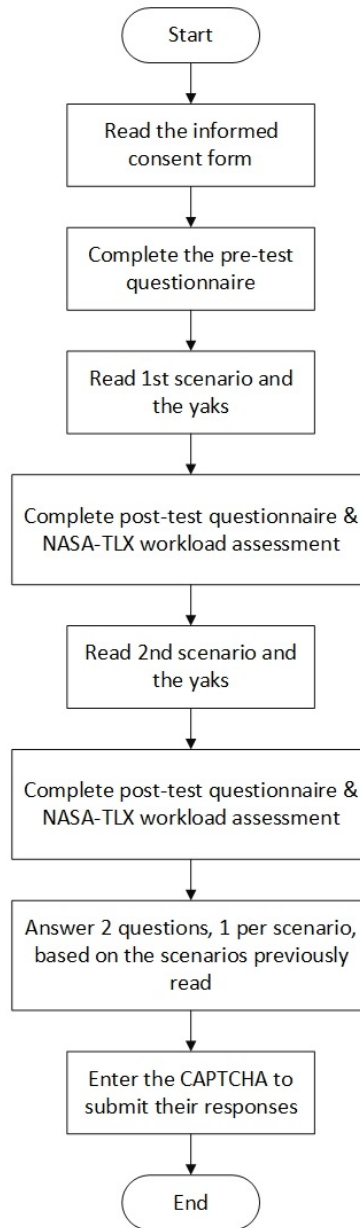 Start
Read the informed
consent form
Complete the pre-test
questionnaire
Read 1st scenario and
the yaks
Complete post-test questionnaire &
NASA-TLX workload assessment
Read 2nd scenario and
the yaks
Complete post-test questionnaire &
NASA-TLX workload assessment
Answer 2 questions, 1 per scenario,
based on the scenarios previously
read
Enter the CAPTCHA to
submit their responses
End